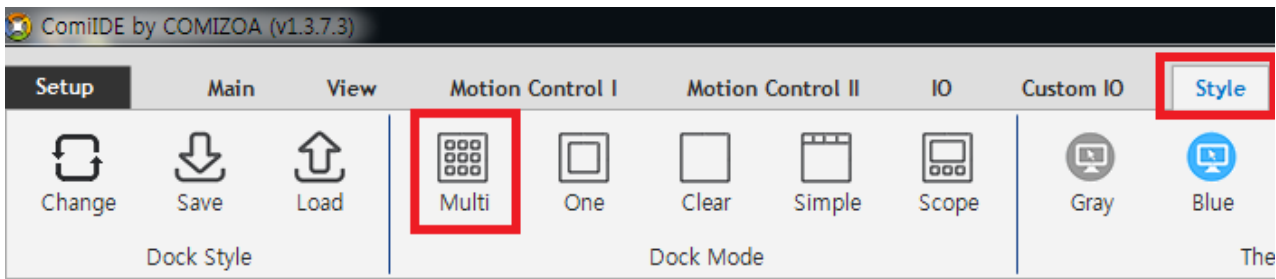 ComiIDE by COMIZOA (v1.3.7.3)
Setup Main View Motion Control I Motion Control II IO Custom IO Style
Change Save Load Multi One Clear Simple Scope Gray Blue
Dock Style Dock Mode The